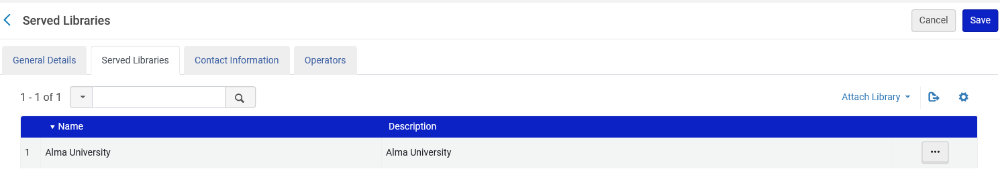 Served Libraries
Cancel
Save
General Details
Served Libraries
Contact Information
Operators
1 - 1 of 1
Attach Library
Name
Description
1
Alma University
Alma University